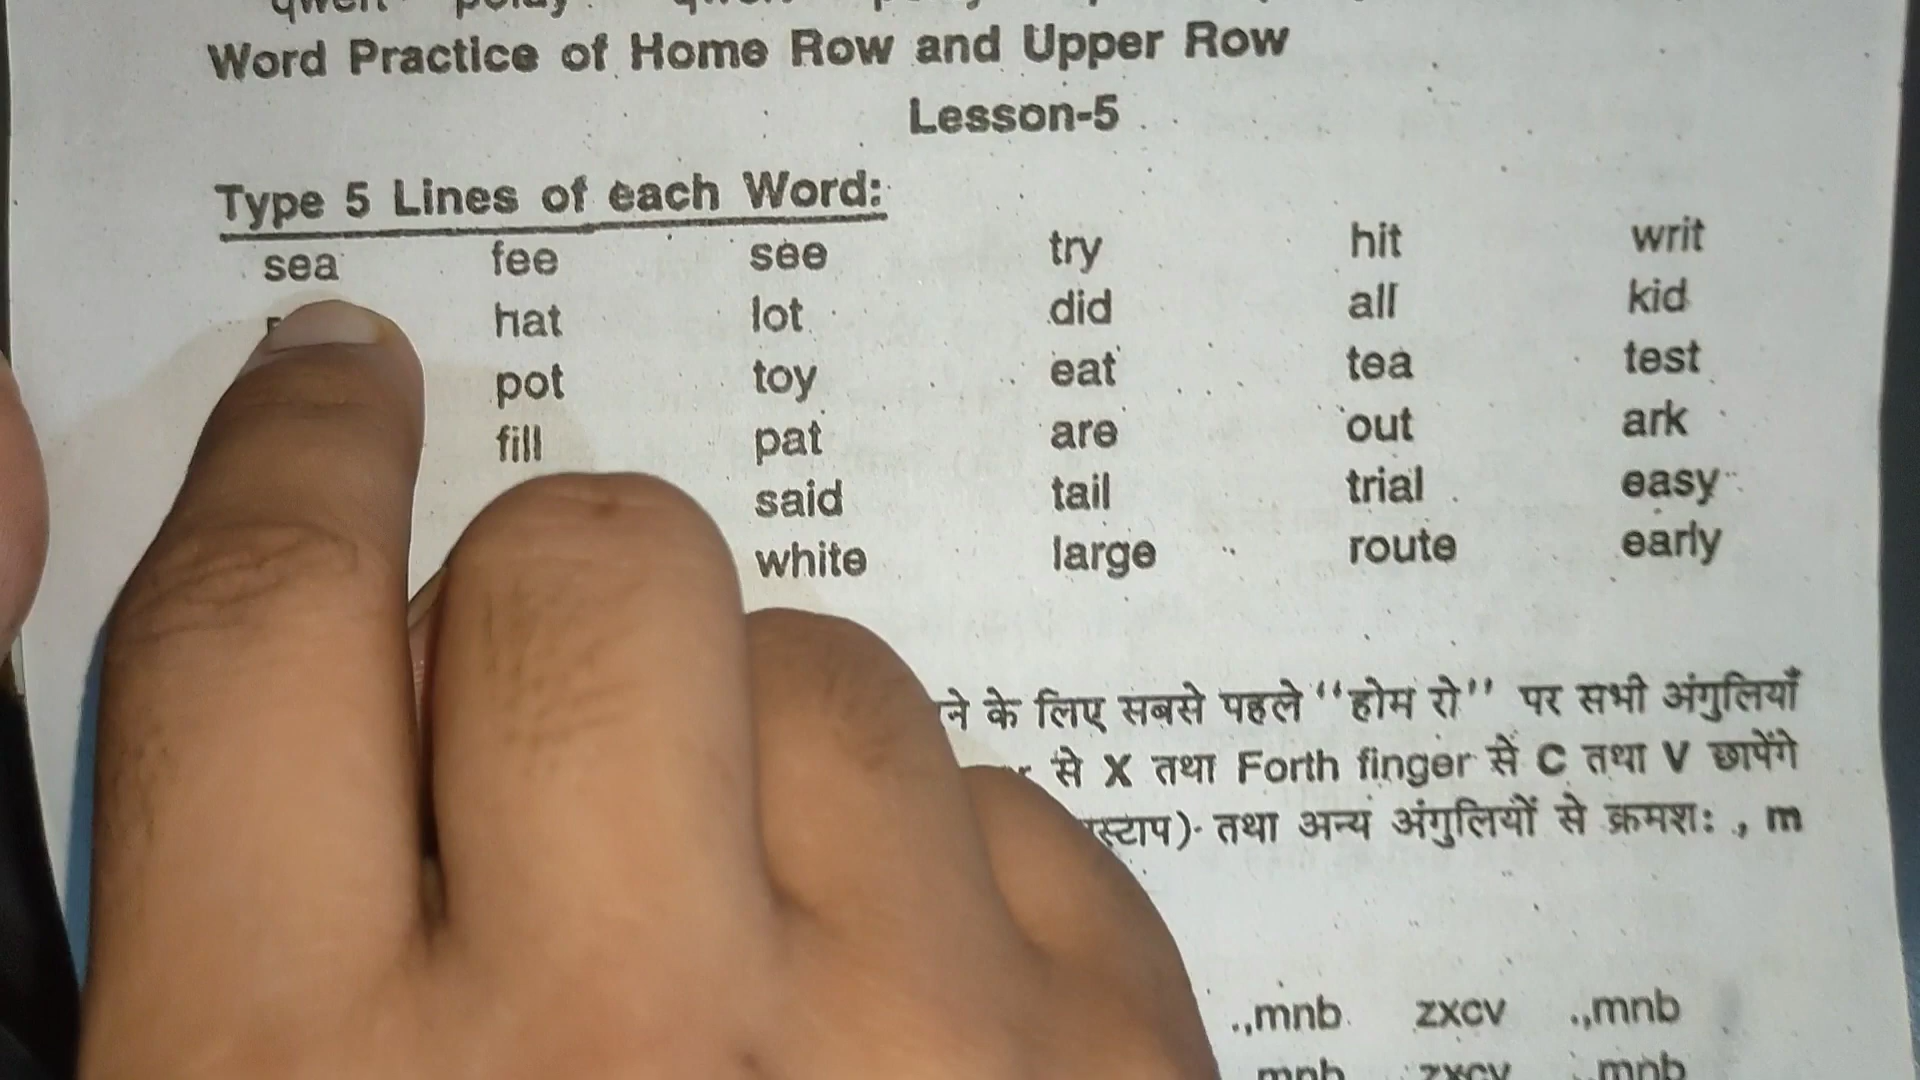 Word Practice of Home Row and Upper Row
Lesson-5
Type 5 Lines of each Word:
sea fee see try hit writ
hat lot did all kid
pot toy eat tea test
fill pat are out ark
said tail trial easy
white large route early
के लिए सबसे पहले ‘‘होम रो’’ पर सभी अंगुलियाँ
से X तथा Forth finger से C तथा V छापेंगे
तथा अन्य अंगुलियों से क्रमशः , m
.,mnb zxcv .,mnb
mnb zxcv mnb